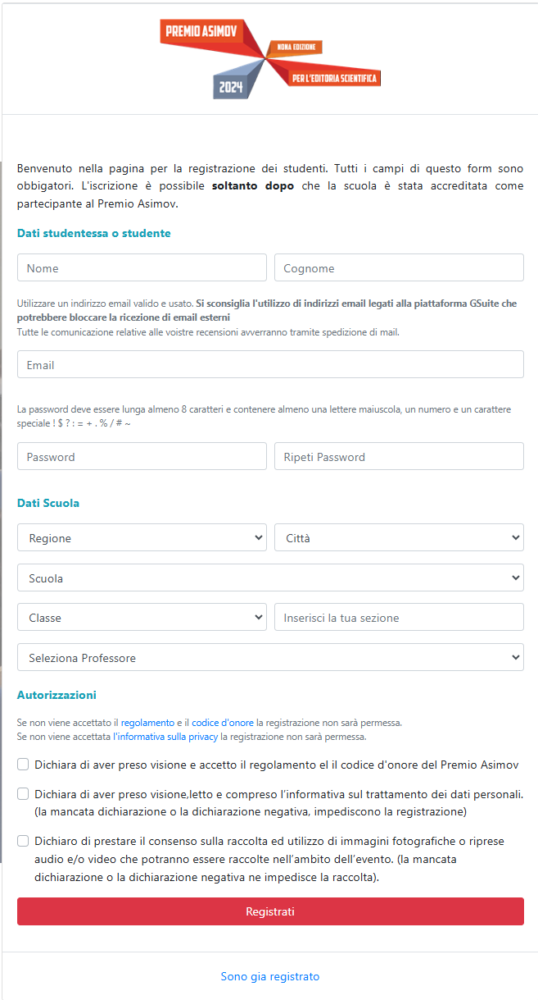 PREMIO ASIMOV
NONA EDIZIONE
PER L'EDITORIA SCIENTIFICA
2024
Benvenuto nella pagina per la registrazione dei studenti. Tutti i campi di questo form sono
obbigatori. L'iscrizione è possibile soltanto dopo che la scuola è stata accreditata come
partecipante al Premio Asimov.
Dati studentessa o studente
Nome
Cognome
Utilizzare un indirizzo email valido e usato. Si sconsiglia l'utilizzo di indirizzi email legati alla piattaforma GSuite che
potrebbero bloccare la ricezione di email esterni
Tutte le comunicazione relative alle voistre recensioni avverranno tramite spedizione di mail.
Email
La password deve essere lunga almeno 8 caratteri e contenere almeno una lettere maiuscola, un numero e un carattere
speciale ! $ ? : = + . % / # ~
Password
Ripeti Password
Dati Scuola
Regione
Città
Scuola
Classe
Inserisci la tua sezione
Seleziona Professore
Autorizzazioni
Se non viene accettato il regolamento e il codice d'onore la registrazione non sarà permessa.
Se non viene accettata l'informativa sulla privacy la registrazione non sarà permessa.
Dichiara di aver preso visione e accetto il regolamento el il codice d'onore del Premio Asimov
Dichiara di aver preso visione,letto e compreso l'informativa sul trattamento dei dati personali.
(la mancata dichiarazione o la dichiarazione negativa, impediscono la registrazione)
Dichiaro di prestare il consenso sulla raccolta ed utilizzo di immagini fotografiche o riprese
audio e/o video che potranno essere raccolte nell'ambito dell'evento. (la mancata
dichiarazione o la dichiarazione negativa ne impedisce la raccolta).
Registrati
Sono gia registrato